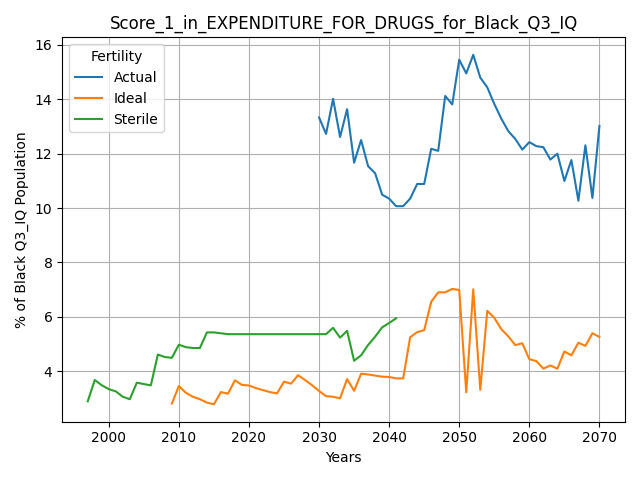 Score_1_in_EXPENDITURE_FOR_DRUGS_for_Black_Q3_IQ
Fertility
Actual
Ideal
Sterile
% of Black Q3_IQ Population
16
14
12
10
8
6
4
2000 2010 2020 2030 2040 2050 2060 2070
Years